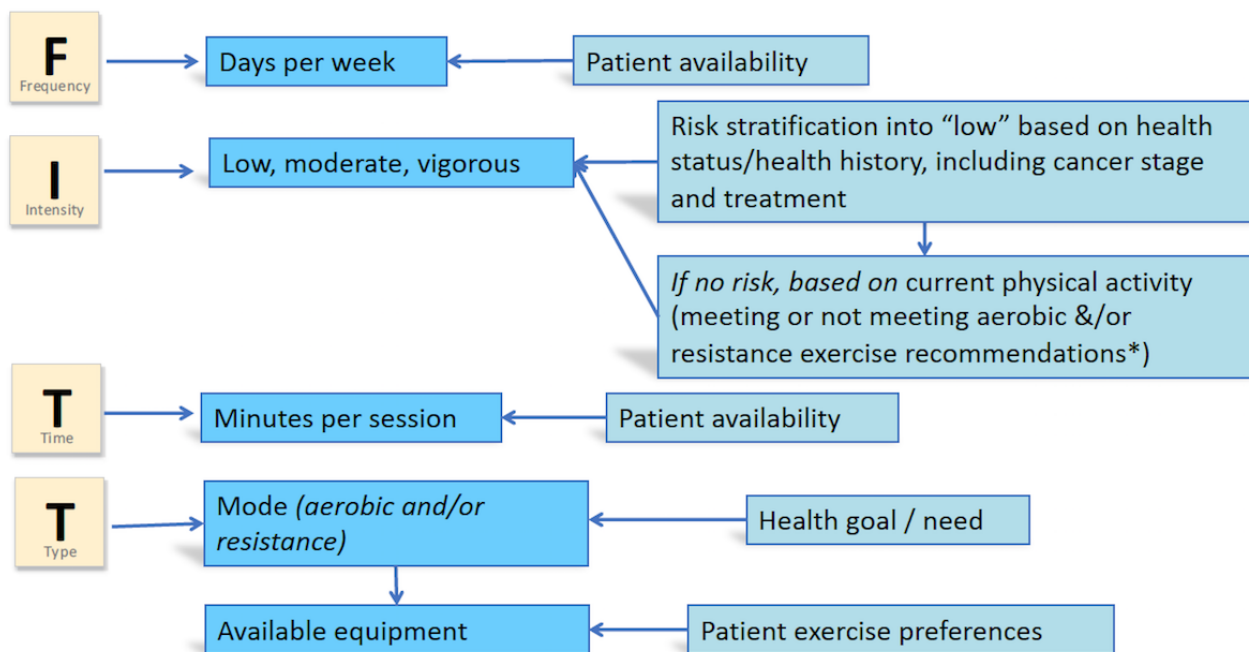 F
Frequency
Days per week
Patient availability
I
Intensity
Low, moderate, vigorous
Risk stratification into “low” based on health
status/health history, including cancer stage
and treatment
If no risk, based on current physical activity
(meeting or not meeting aerobic &/or
resistance exercise recommendations*)
T
Time
Minutes per session
Patient availability
T
Type
Mode (aerobic and/or
resistance)
Health goal / need
Available equipment
Patient exercise preferences